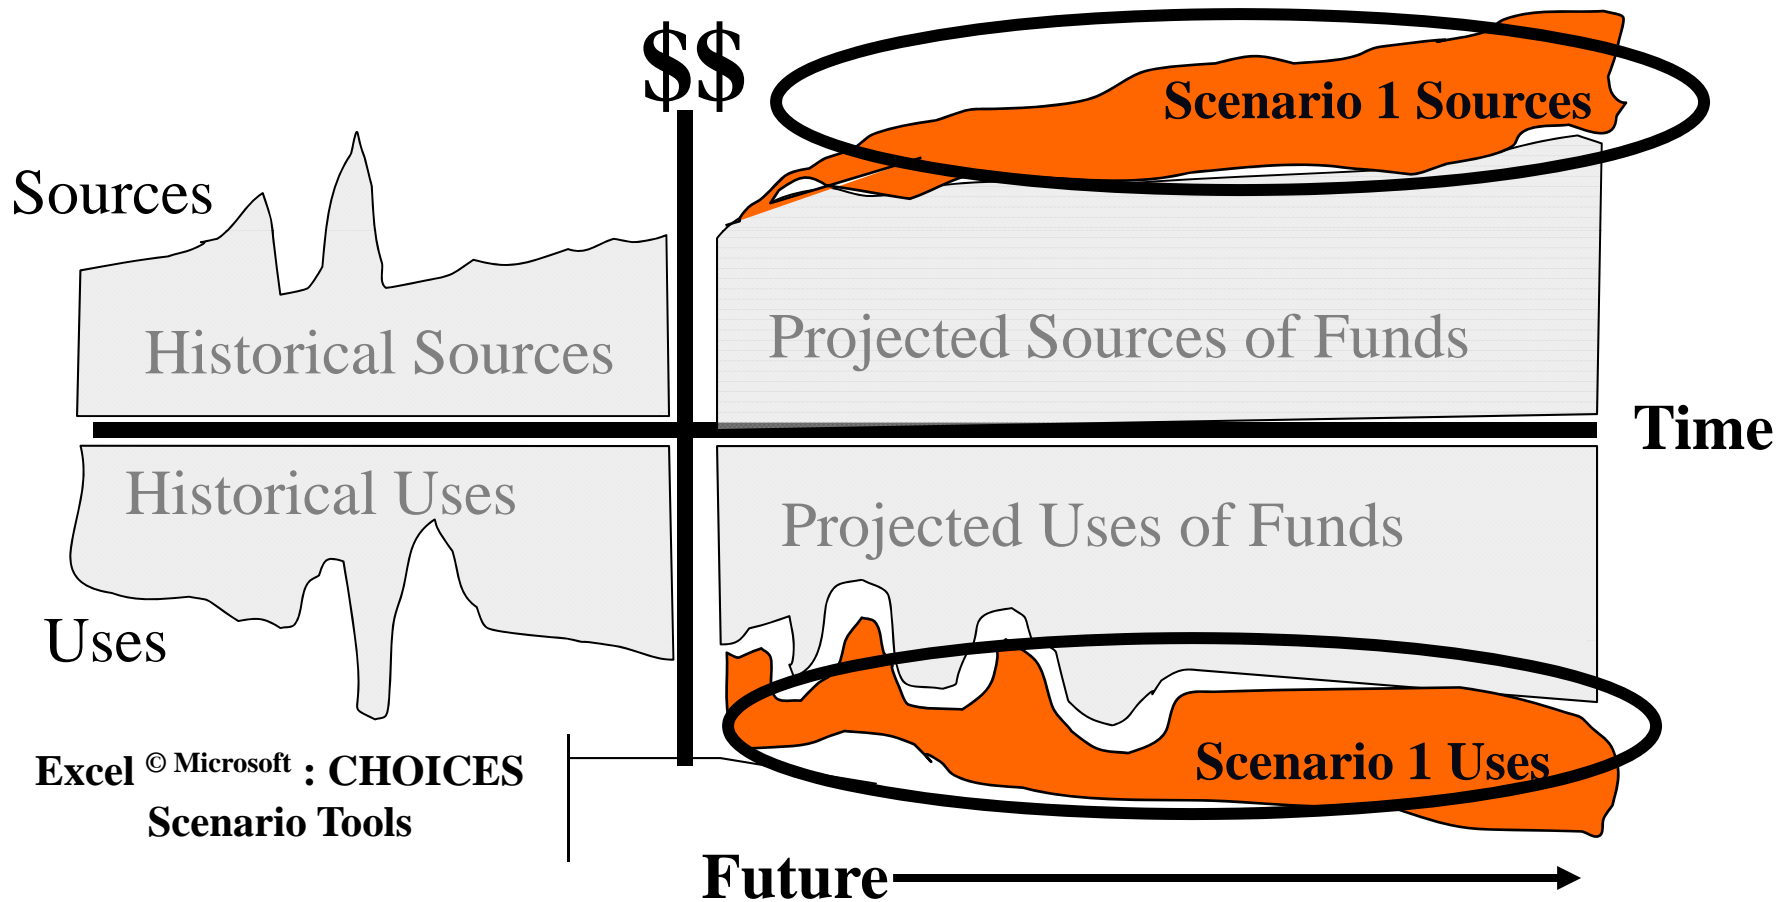 $$
Scenario 1 Sources
Sources
Historical Sources
Projected Sources of Funds
Time
Historical Uses
Projected Uses of Funds
Uses
Scenario 1 Uses
Excel © Microsoft : CHOICES
Scenario Tools
Future